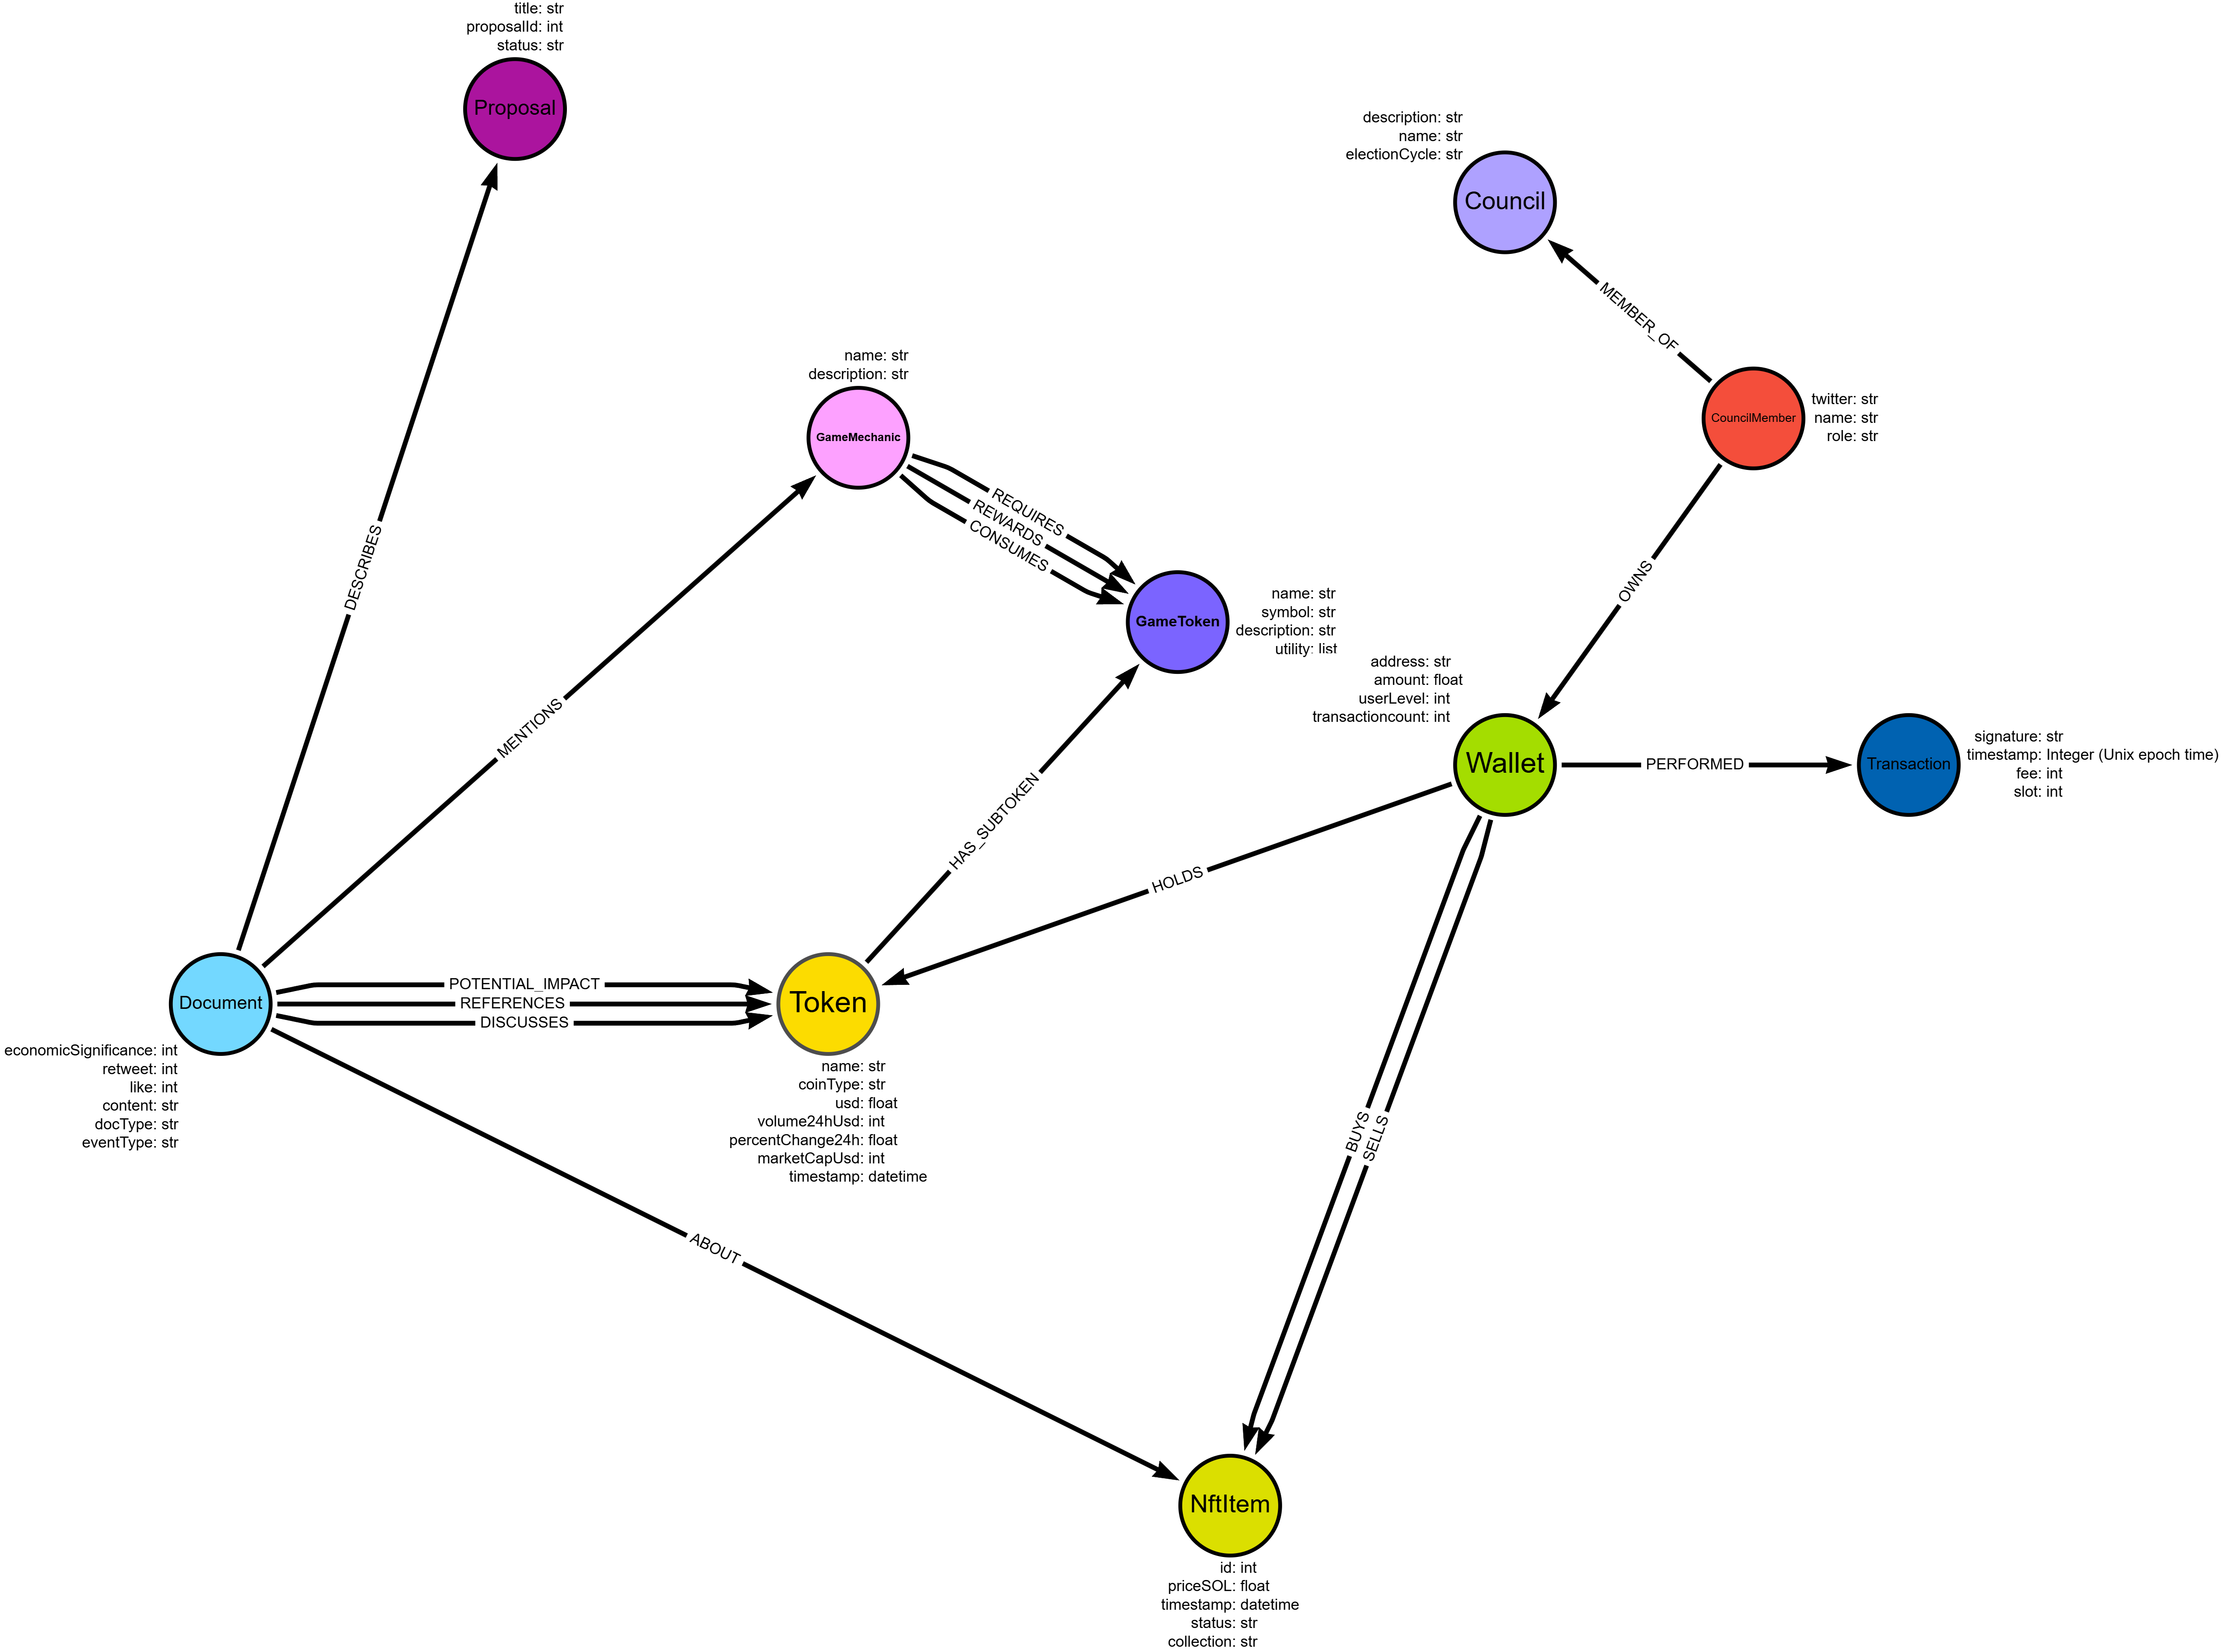 title: str
proposalId: int
status: str
Proposal
description: str
name: str
electionCycle: str
Council
MEMBER_OF
name: str
description: str
GameMechanic
CouncilMember
twitter: str
name: str
role: str
REQUIRES
REWARDS
CONSUMES
DESCRIBES
OWNS
GameToken
name: str
symbol: str
description: str
utility: list
address: str
amount: float
userLevel: int
transactioncount: int
MENTIONS
Wallet
PERFORMED
Transaction
signature: str
timestamp: Integer (Unix epoch time)
fee: int
slot: int
HAS_SUBTOKEN
HOLDS
Document
POTENTIAL_IMPACT
REFERENCES
DISCUSSES
Token
economicSignificance: int
retweet: int
like: int
content: str
docType: str
eventType: str
name: str
coinType: str
usd: float
volume24hUsd: int
percentChange24h: float
marketCapUsd: int
timestamp: datetime
BUYS
SELLS
ABOUT
NftItem
id: int
priceSOL: float
timestamp: datetime
status: str
collection: str